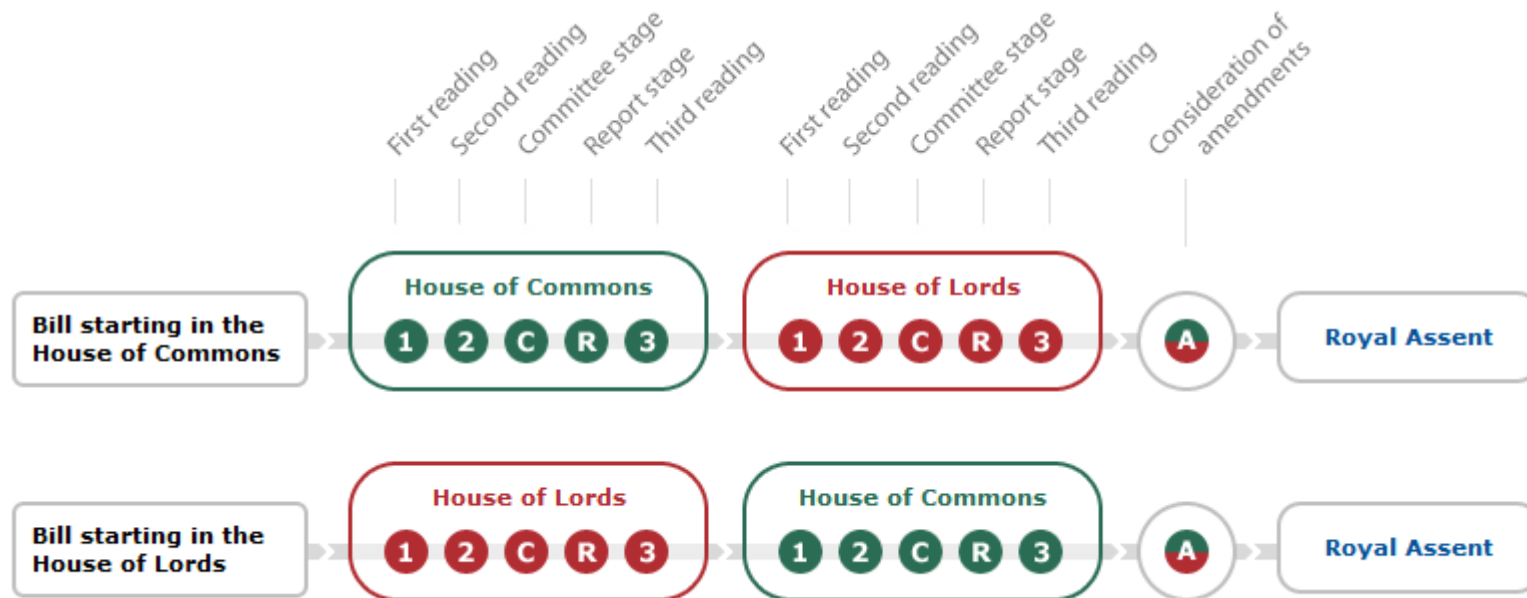 First reading
Second reading
Committee stage
Report stage
Third reading
First reading
Second reading
Committee stage
Report stage
Third reading
Consideration of
amendments
Bill starting in the
House of Commons
House of Commons
1 2 C R 3
House of Lords
1 2 C R 3
A
Royal Assent
Bill starting in the
House of Lords
House of Lords
1 2 C R 3
House of Commons
1 2 C R 3
A
Royal Assent